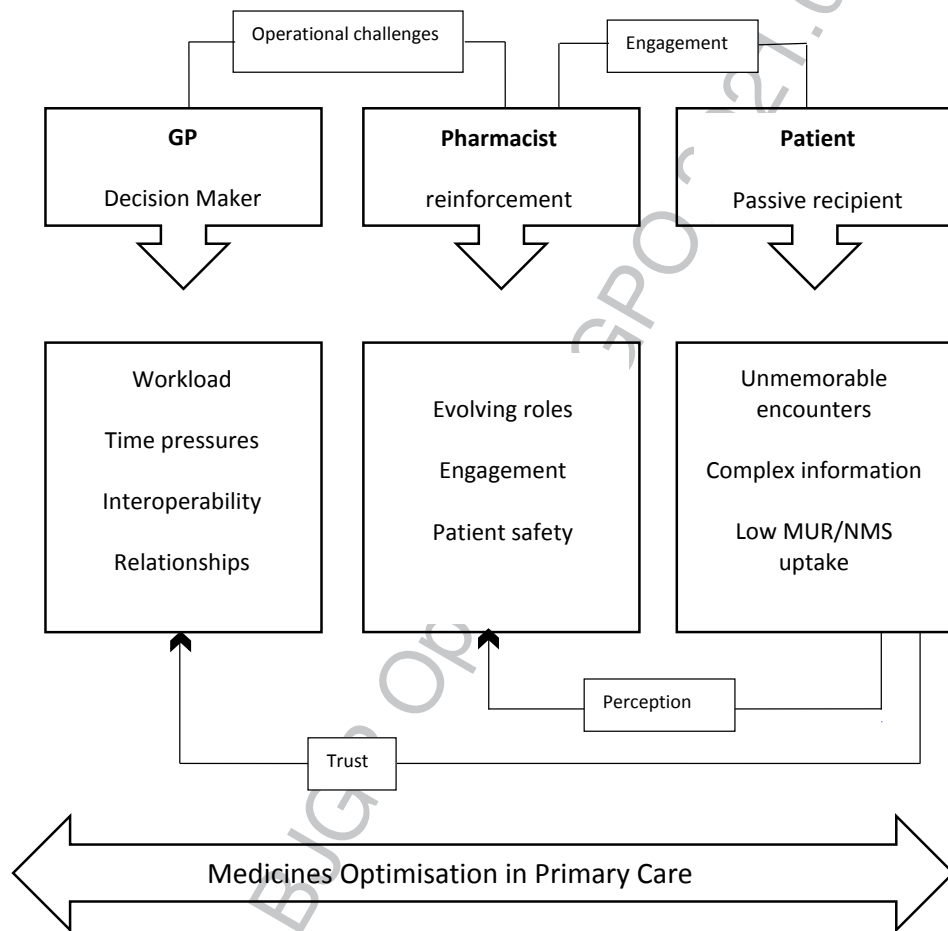 Operational challenges
Engagement
GP
Decision Maker
Pharmacist
reinforcement
Patient
Passive recipient
Workload
Time pressures
Interoperability
Relationships
Evolving roles
Engagement
Patient safety
Unmemorable
encounters
Complex information
Low MUR/NMS
uptake
Perception
Trust
Medicines Optimisation in Primary Care